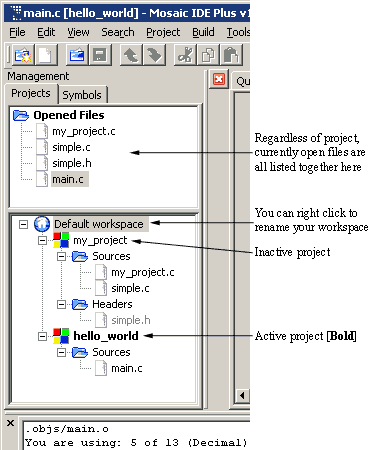 main.c [hello_world] - Mosaic IDE Plus v1
File Edit View Search Project Build Tools
Management
Projects Symbols
Qu
Opened Files
my_project.c
simple.c
simple.h
main.c
Regardless of project,
currently open files are
all listed together here
Default workspace
You can right click to
rename your workspace
my_project
Inactive project
Sources
my_project.c
simple.c
Headers
simple.h
hello_world
Active project [Bold]
Sources
main.c
.objs/main.o
You are using: 5 of 13 (Decimal)